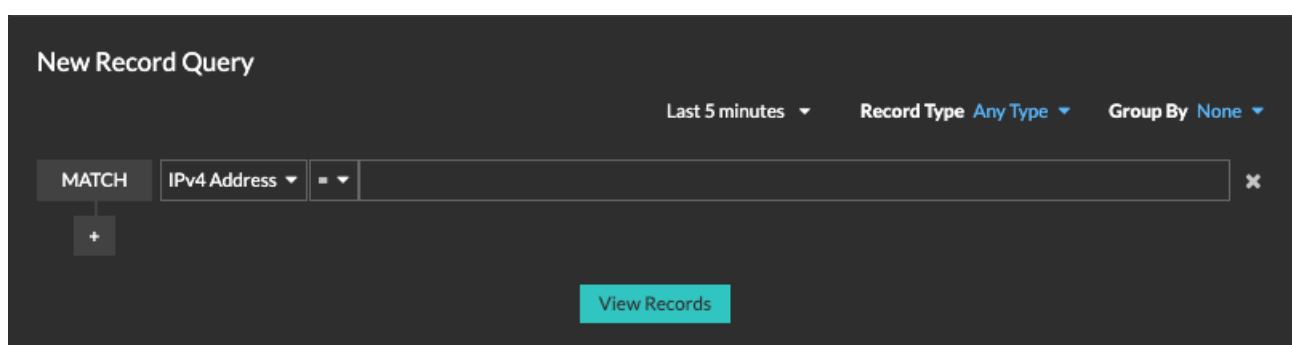 New Record Query
Last 5 minutes Record Type Any Type Group By None
MATCH IPv4 Address =
+
View Records